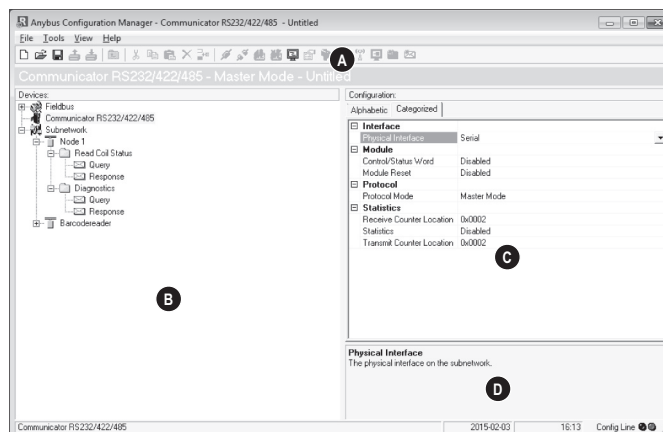 Anybus Configuration Manager - Communicator RS232/422/485 - Untitled
File Tools View Help
A
Communicator RS232/422/485 - Master Mode - Untitled
Devices:
Fieldbus
Communicator RS232/422/485
Subnetwork
Node 1
Read Coil Status
Query
Response
Diagnostics
Query
Response
Barcodereader
B
Configuration:
Alphabetic Categorized
Interface
Physical Interface Serial
Module
Control/Status Word Disabled
Module Reset Disabled
Protocol
Protocol Mode Master Mode
Statistics
Receive Counter Location 0x0002
Statistics Disabled
Transmit Counter Location 0x0002
C
Physical Interface
The physical interface on the subnetwork.
D
Communicator RS232/422/485 2015-02-03 16:13 Config Line